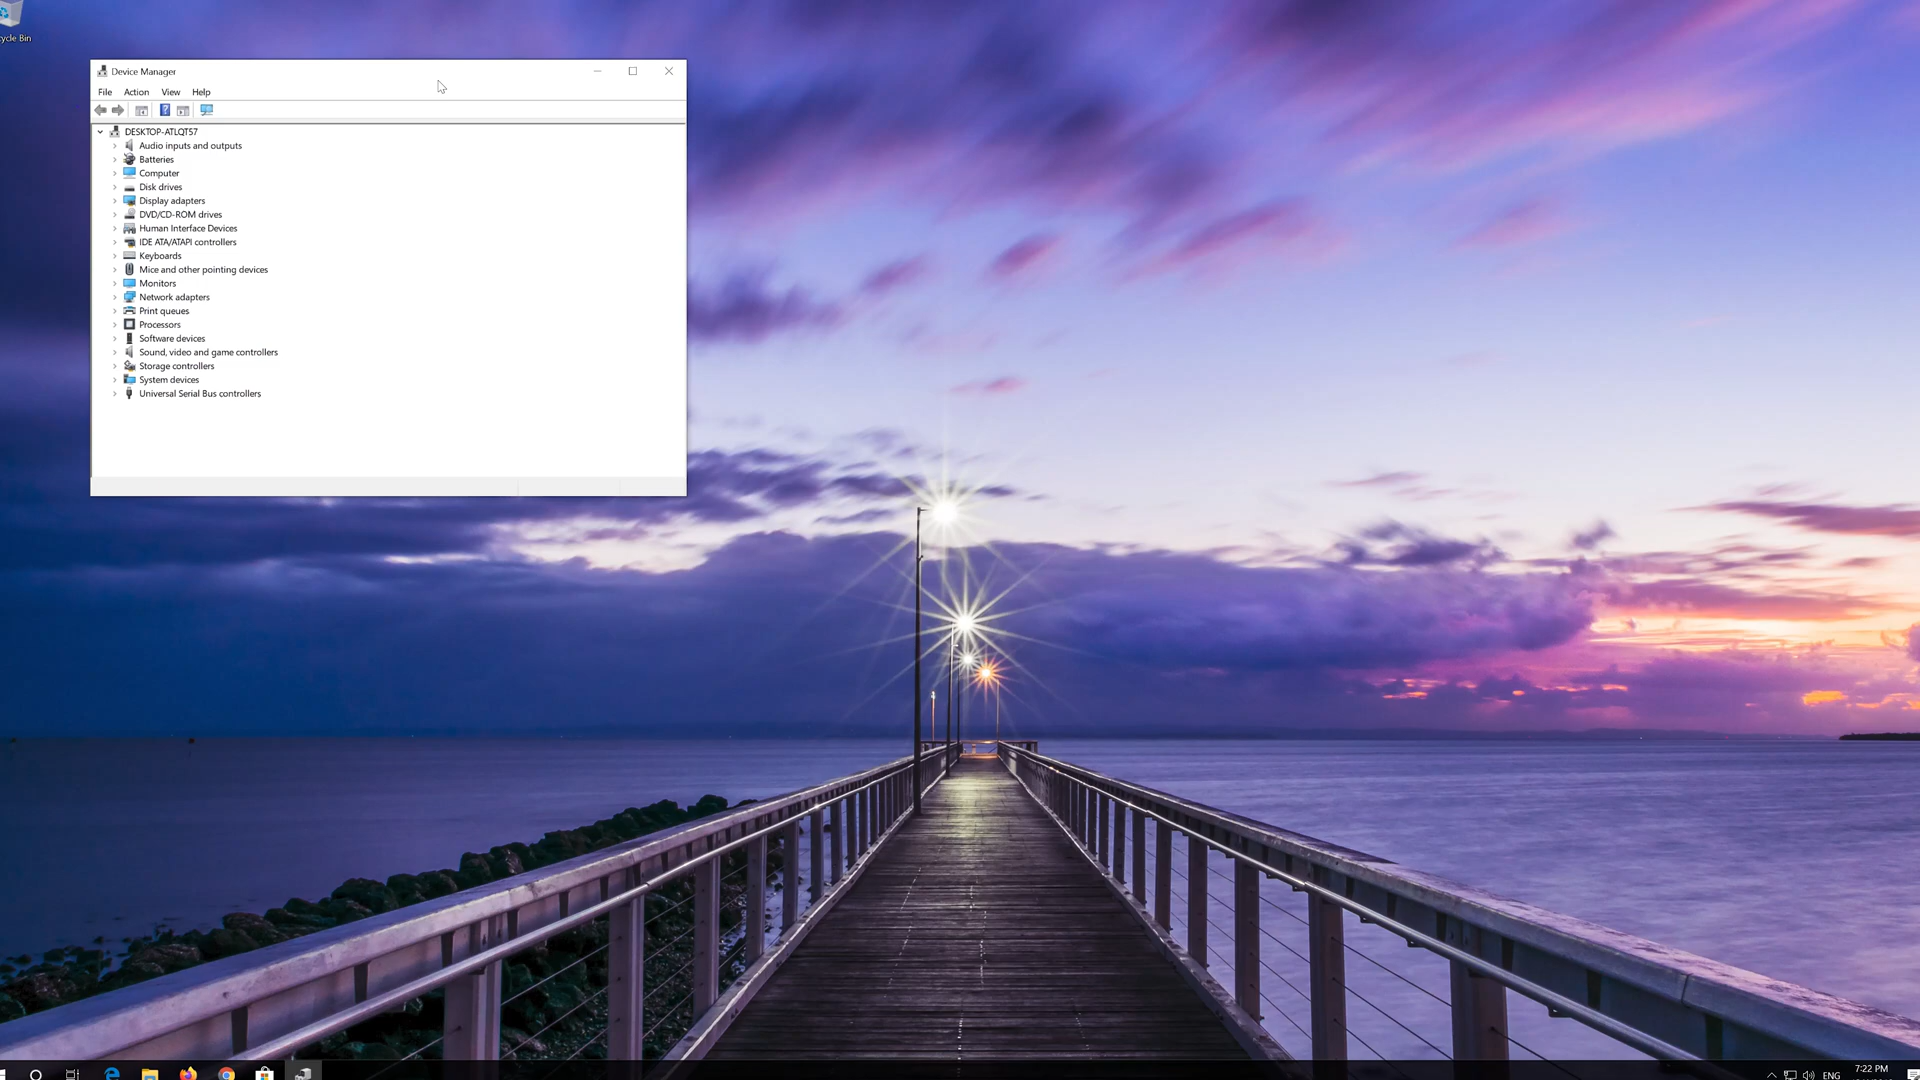 cycle Bin
Device Manager
File Action View Help
DESKTOP-ATLQT57
Audio inputs and outputs
Batteries
Computer
Disk drives
Display adapters
DVD/CD-ROM drives
Human Interface Devices
IDE ATA/ATAPI controllers
Keyboards
Mice and other pointing devices
Monitors
Network adapters
Print queues
Processors
Software devices
Sound, video and game controllers
Storage controllers
System devices
Universal Serial Bus controllers
ENG
7:22 PM